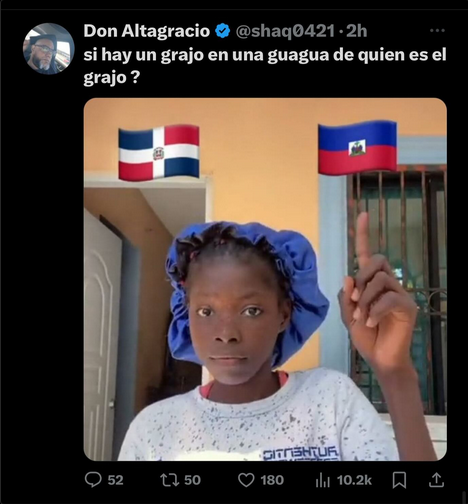 Don Altagracio @shaq0421 · 2h
si hay un grajo en una guagua de quien es el
grajo ?
52 50 180 10.2k